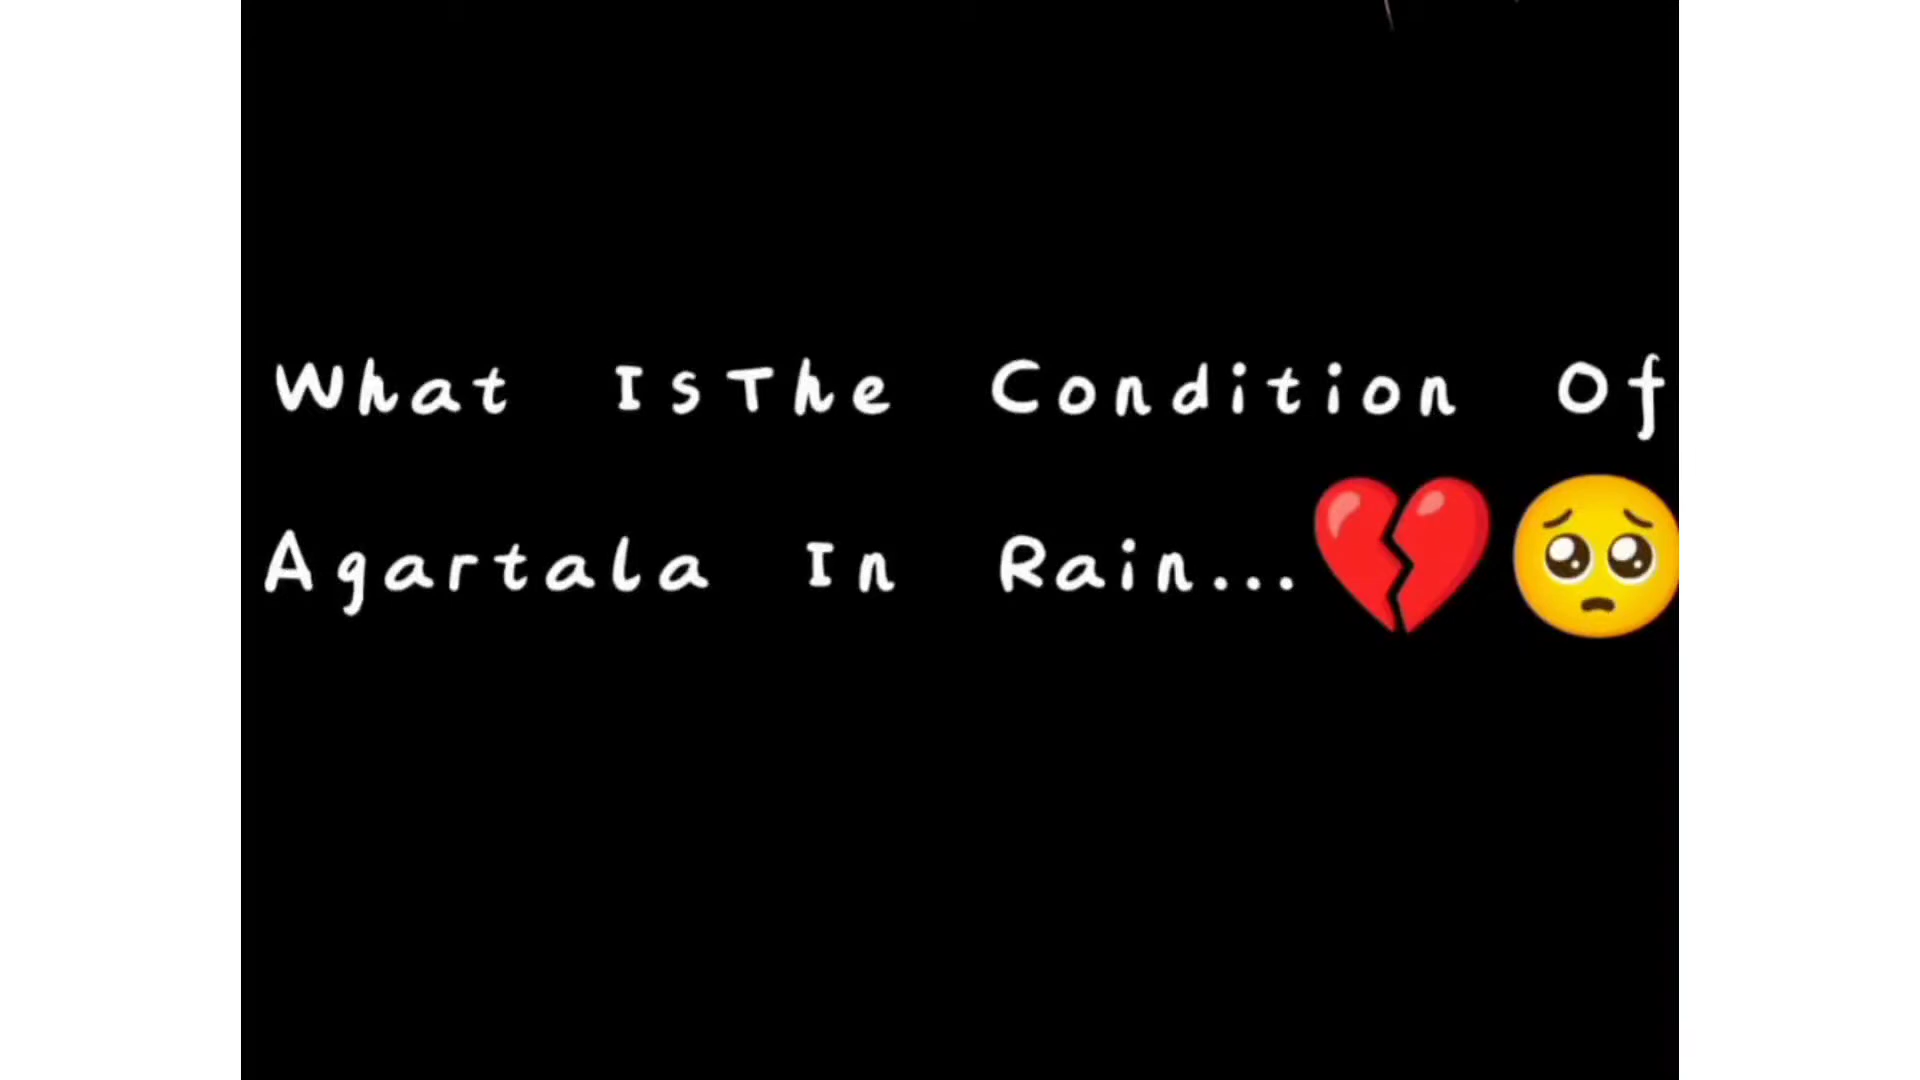 What IsThe Condition Of
Agartala In Rain...💔🥺